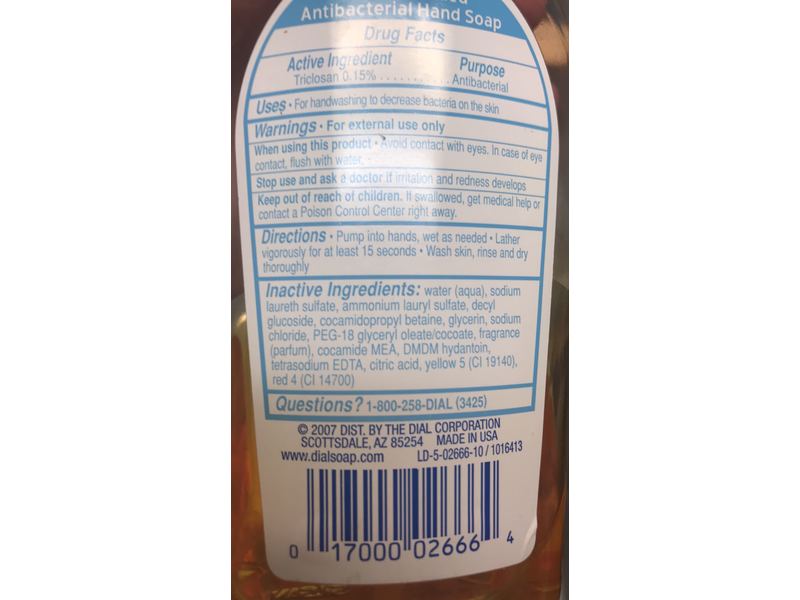 Antibacterial Hand Soap
Drug Facts
Active Ingredient Purpose
Triclosan 0.15% . . . . . . . . . . . Antibacterial
Uses • For handwashing to decrease bacteria on the skin
Warnings • For external use only
When using this product • Avoid contact with eyes. In case of eye
contact, flush with water.
Stop use and ask a doctor if irritation and redness develops
Keep out of reach of children. If swallowed, get medical help or
contact a Poison Control Center right away.
Directions • Pump into hands, wet as needed • Lather
vigorously for at least 15 seconds • Wash skin, rinse and dry
thoroughly
Inactive Ingredients: water (aqua), sodium
laureth sulfate, ammonium lauryl sulfate, decyl
glucoside, cocamidopropyl betaine, glycerin, sodium
chloride, PEG-18 glyceryl oleate/cocoate, fragrance
(parfum), cocamide MEA, DMDM hydantoin,
tetrasodium EDTA, citric acid, yellow 5 (CI 19140),
red 4 (CI 14700)
Questions? 1-800-258-DIAL (3425)
© 2007 DIST. BY THE DIAL CORPORATION
SCOTTSDALE, AZ 85254 MADE IN USA
www.dialsoap.com LD-5-02666-10 / 1016413
0 17000 02666 4